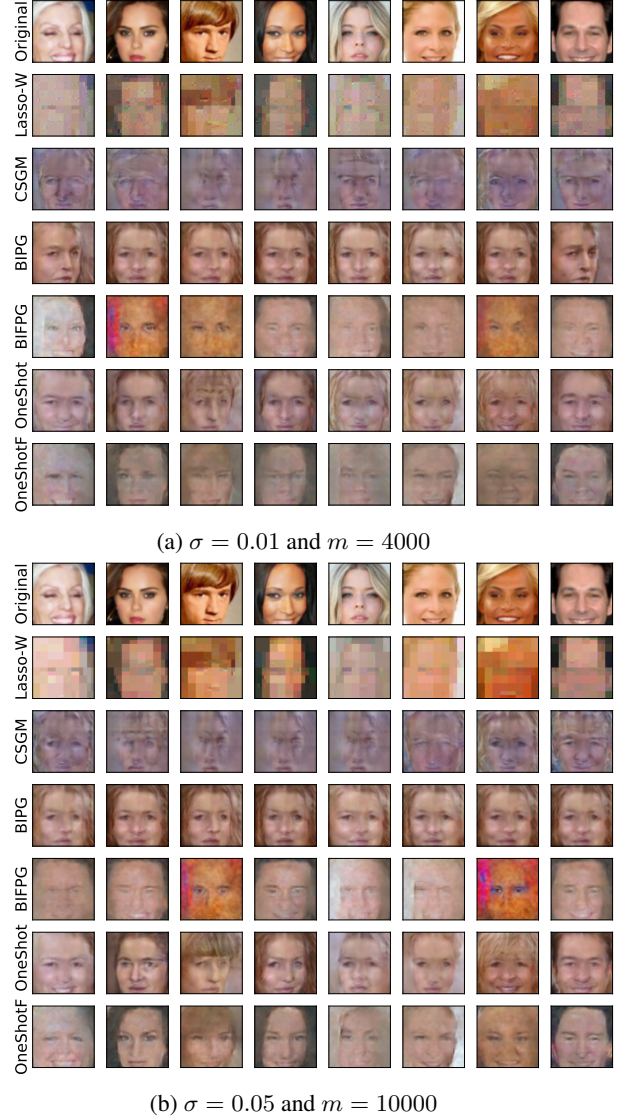 Original
Lasso-W
CSGM
BIPG
BIFPG
OneShot
OneShotF
(a) σ = 0.01 and m = 4000
Original
Lasso-W
CSGM
BIPG
BIFPG
OneShot
OneShotF
(b) σ = 0.05 and m = 10000